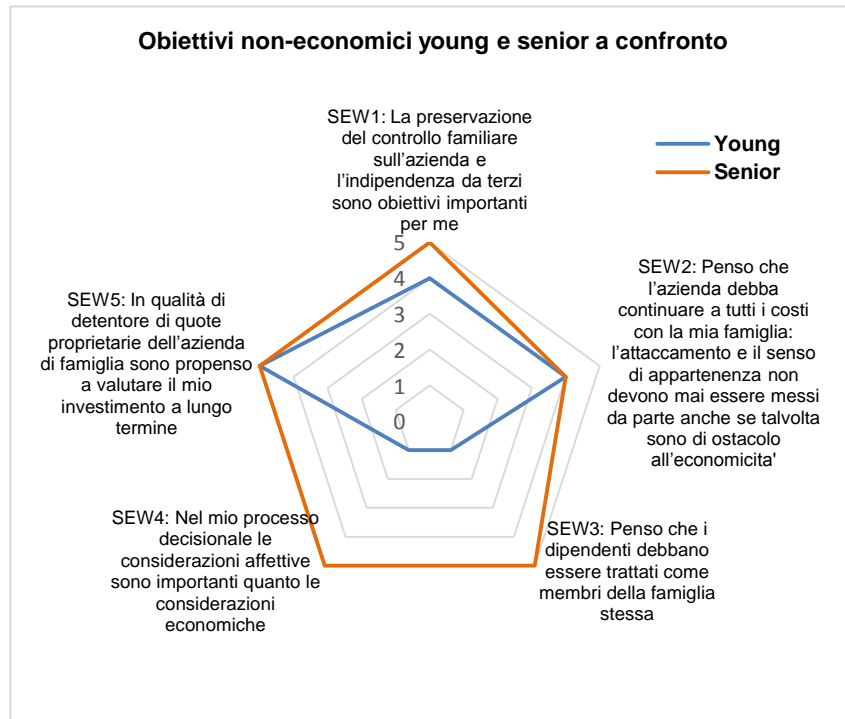 Obiettivi non-economici young e senior a confronto
SEW1: La preservazione
del controllo familiare
sull'azienda e
l'indipendenza da terzi
sono obiettivi importanti
per me
Young
Senior
5
4
3
2
1
0
SEW2: Penso che
l'azienda debba
continuare a tutti i costi
con la mia famiglia:
l'attaccamento e il senso
di appartenenza non
devono mai essere messi
da parte anche se talvolta
sono di ostacolo
all'economicita'
SEW3: Penso che i
dipendenti debbano
essere trattati come
membri della famiglia
stessa
SEW4: Nel mio processo
decisionale le
considerazioni affettive
sono importanti quanto le
considerazioni
economiche
SEW5: In qualità di
detentore di quote
proprietarie dell'azienda
di famiglia sono propenso
a valutare il mio
investimento a lungo
termine